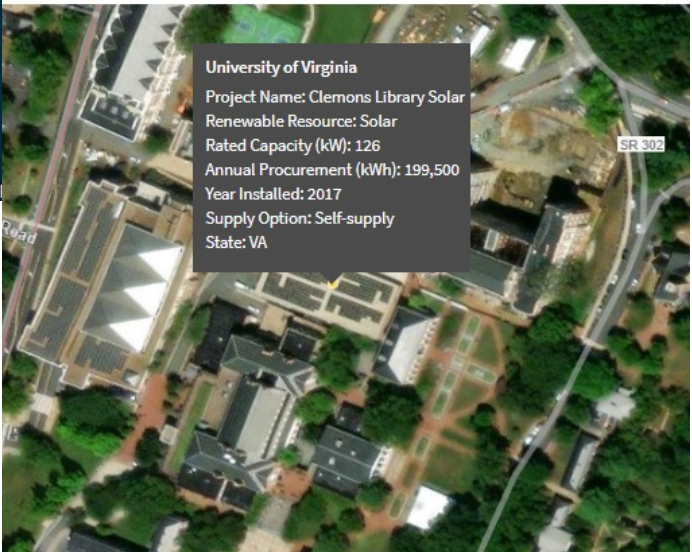 University of Virginia
Project Name: Clemons Library Solar
Renewable Resource: Solar
Rated Capacity (kW): 126
Annual Procurement (kWh): 199,500
Year Installed: 2017
Supply Option: Self-supply
State: VA
SR 302
Road